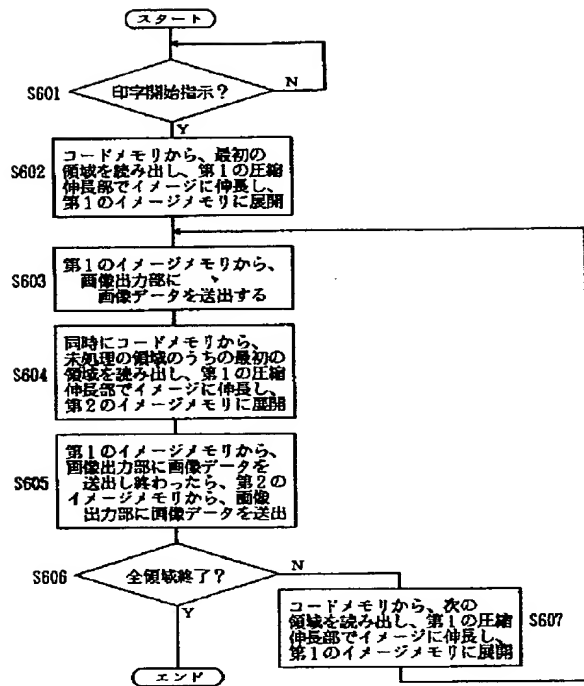 スタート
S601
印字開始指示?
N
Y
S602
コードメモリから、最初の
領域を読み出し、第1の圧縮
伸長部でイメージに伸長し、
第1のイメージメモリに展開
S603
第1のイメージメモリから、
画像出力部に
画像データを送出する
S604
同時にコードメモリから、
未処理の領域のうちの最初の
領域を読み出し、第1の圧縮
伸長部でイメージに伸長し、
第2のイメージメモリに展開
S605
第1のイメージメモリから、
画像出力部に画像データを
送出し終わったら、第2の
イメージメモリから、画像
出力部に画像データを送出
S606
全領域終了?
N
Y
コードメモリから、次の
領域を読み出し、第1の圧縮
伸長部でイメージに伸長し、
第1のイメージメモリに展開
S607
エンド